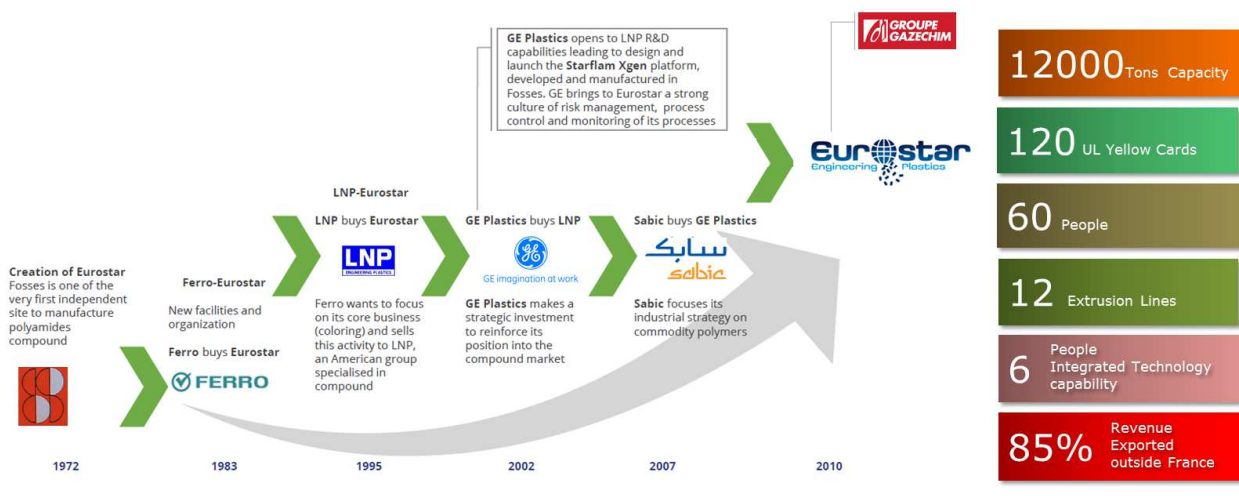 GROUPE
GAZECHIM
GE Plastics opens to LNP R&D
capabilities leading to design and
launch the Starflam Xgen platform,
developed and manufactured in
Fosses. GE brings to Eurostar a strong
culture of risk management, process
control and monitoring of its processes
Eurostar
Engineering Plastics
LNP-Eurostar
LNP buys Eurostar
LNP
ENGINEERING PLASTICS
Ferro wants to focus
on its core business
(coloring) and sells
this activity to LNP,
an American group
specialised in
compound
GE Plastics buys LNP
GE
GE imagination at work
GE Plastics makes a
strategic investment
to reinforce its
position into the
compound market
Sabic buys GE Plastics
سابك
sabic
Sabic focuses its
industrial strategy on
commodity polymers
Creation of Eurostar
Fosses is one of the
very first independent
site to manufacture
polyamides
compound
Ferro-Eurostar
New facilities and
organization
Ferro buys Eurostar
FERRO
1972
1983
1995
2002
2007
2010
12000 Tons Capacity
120 UL Yellow Cards
60 People
12 Extrusion Lines
6 People
Integrated Technology
capability
85% Revenue
Exported
outside France